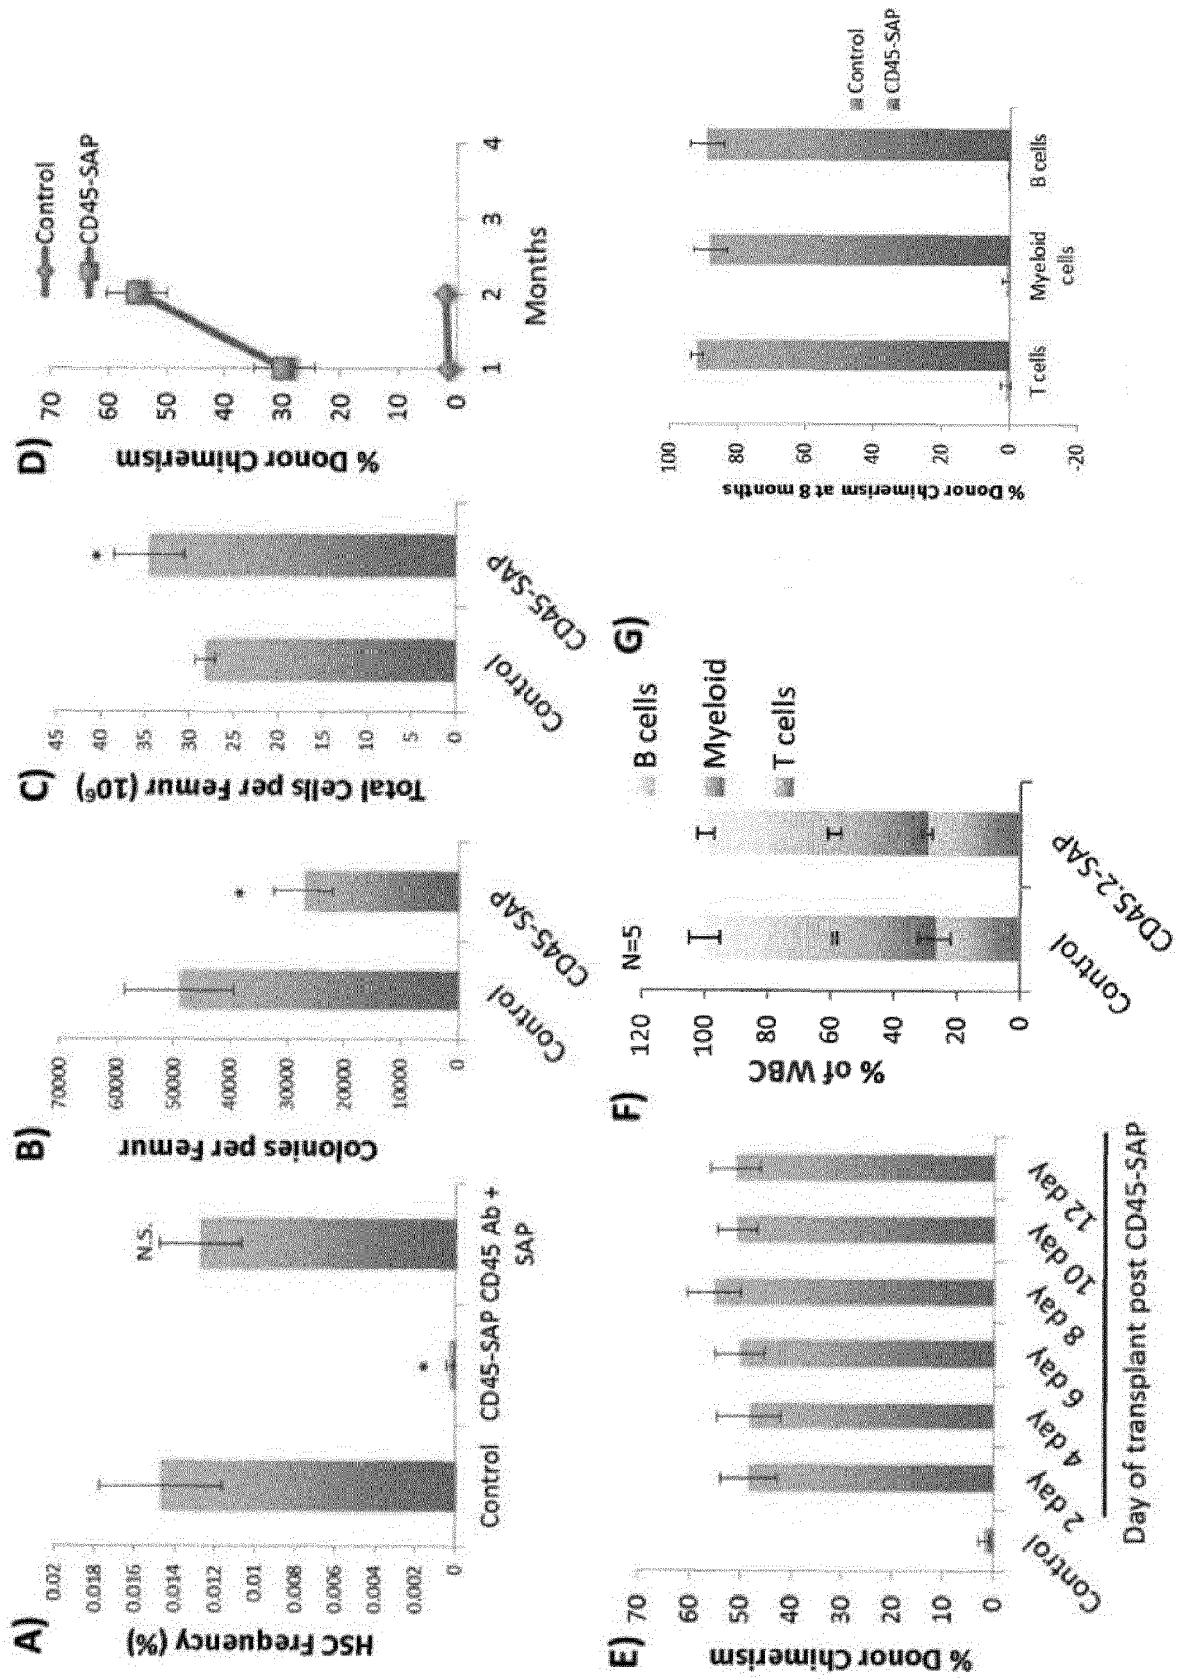 A)
HSC Frequency (%)
0.02
0.018
0.016
0.014
0.012
0.01
0.008
0.006
0.004
0.002
0
N.S.
*
Control
CD45-SAP
CD45 Ab +
SAP
B)
Colonies per Femur
70000
60000
50000
40000
30000
20000
10000
0
*
Control
CD45-SAP
C)
Total Cells per Femur (10⁶)
45
40
35
30
25
20
15
10
5
0
*
Control
CD45-SAP
D)
% Donor Chimerism
70
60
50
40
30
20
10
0
1
2
3
4
Months
Control
CD45-SAP
E)
% Donor Chimerism
70
60
50
40
30
20
10
0
Control
2 day
4 day
6 day
8 day
10 day
12 day
Day of transplant post CD45-SAP
F)
% of WBC
120
100
80
60
40
20
0
N=5
Control
CD45.2-SAP
B cells
Myeloid
T cells
G)
% Donor Chimerism at 8 months
100
80
60
40
20
0
-20
T cells
Myeloid
cells
B cells
Control
CD45-SAP